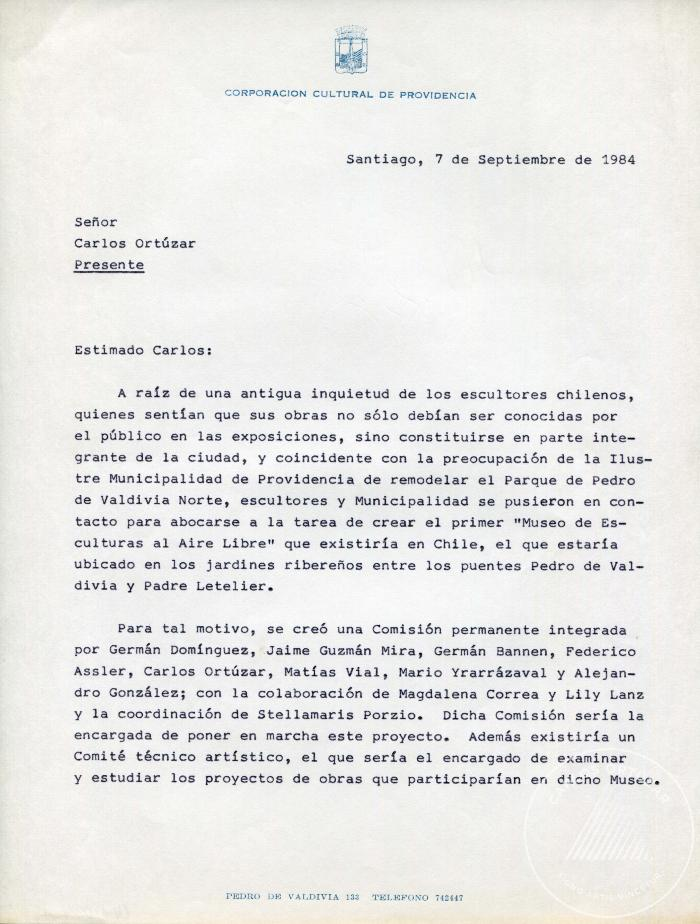 CORPORACION CULTURAL DE PROVIDENCIA
Santiago, 7 de Septiembre de 1984
Señor
Carlos Ortúzar
Presente
Estimado Carlos:
A raíz de una antigua inquietud de los escultores chilenos,
quienes sentían que sus obras no sólo debían ser conocidas por
el público en las exposiciones, sino constituirse en parte inte-
grante de la ciudad, y coincidente con la preocupación de la Ilus-
tre Municipalidad de Providencia de remodelar el Parque de Pedro
de Valdivia Norte, escultores y Municipalidad se pusieron en con-
tacto para abocarse a la tarea de crear el primer "Museo de Es-
culturas al Aire Libre" que existiría en Chile, el que estaría
ubicado en los jardines ribereños entre los puentes Pedro de Val-
divia y Padre Letelier.
Para tal motivo, se creó una Comisión permanente integrada
por Germán Domínguez, Jaime Guzmán Mira, Germán Bannen, Federico
Assler, Carlos Ortúzar, Matías Vial, Mario Yrarrázaval y Alejan-
dro González; con la colaboración de Magdalena Correa y Lily Lanz
y la coordinación de Stellamaris Porzio. Dicha Comisión sería la
encargada de poner en marcha este proyecto. Además existiría un
Comité técnico artístico, el que sería el encargado de examinar
y estudiar los proyectos de obras que participarían en dicho Museo.
PEDRO DE VALDIVIA 133 TELEFONO 742447